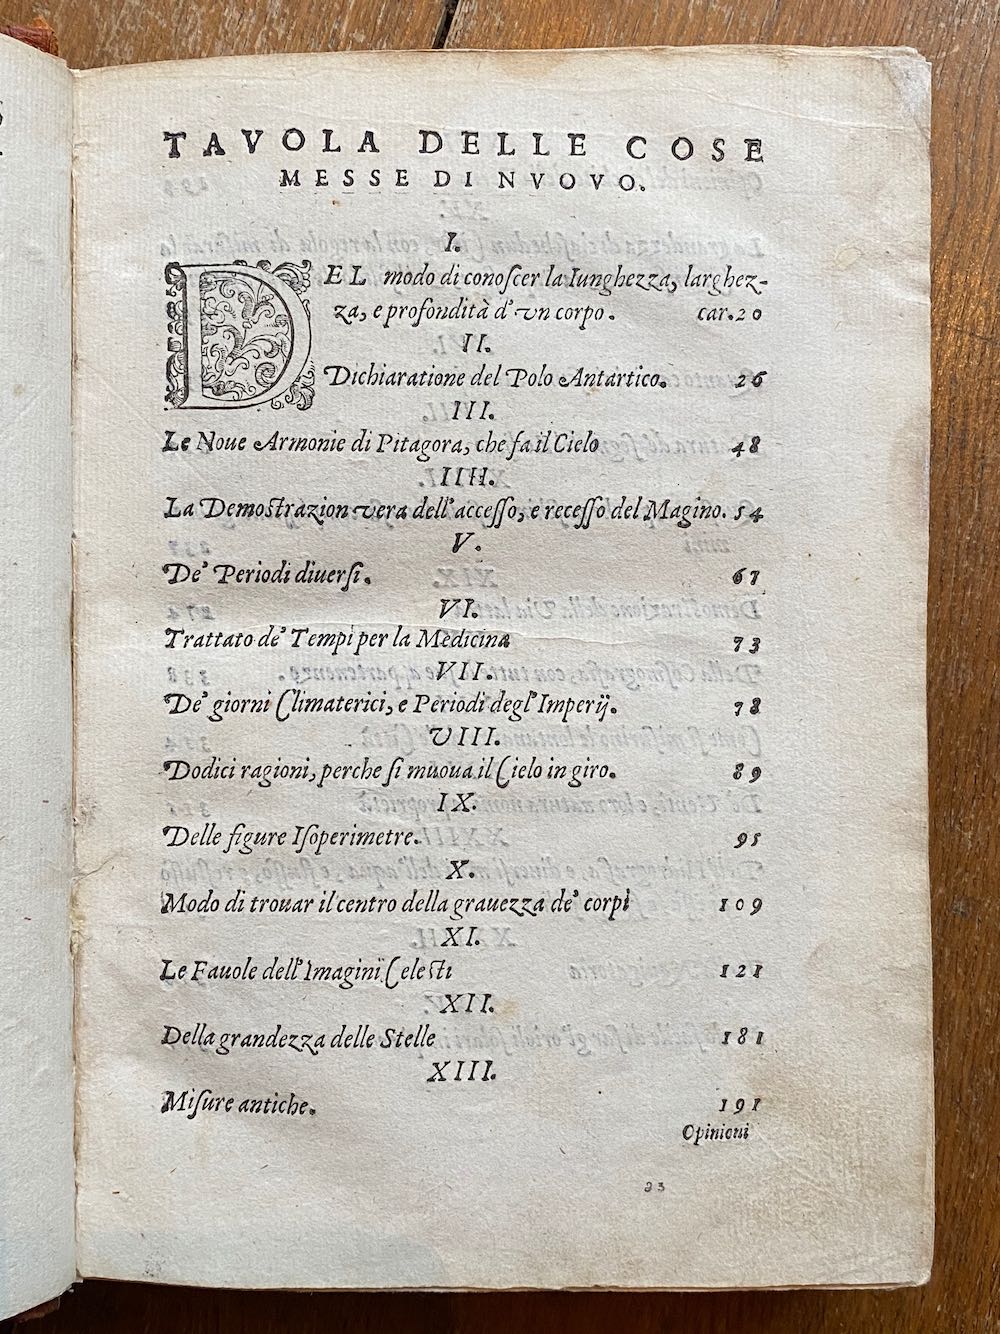 TAVOLA DELLE COSE
MESSE DI NVOVO.
I.
DEL modo di conoſcer la lunghezza, larghez-
za, e profondità d'vn corpo. car.20
II.
Dichiaratione del Polo Antartico. 26
III.
Le Noue Armonie di Pitagora, che fa il Cielo 48
IIII.
La Demoſtrazion vera dell'acceſſo, e receſſo del Magino. 54
V.
De' Periodi diuerſi. 67
VI.
Trattato de' Tempi per la Medicina 73
VII.
De' giorni Climaterici, e Periodi degl'Imperij. 78
VIII.
Dodici ragioni, perche ſi muoua il Cielo in giro. 89
IX.
Delle figure Iſoperimetre. 95
X.
Modo di trouar il centro della grauezza de' corpi 109
XI.
Le Fauole dell'Imagini Celeſti 121
XII.
Della grandezza delle Stelle 181
XIII.
Miſure antiche. 191
Opinioni
a3